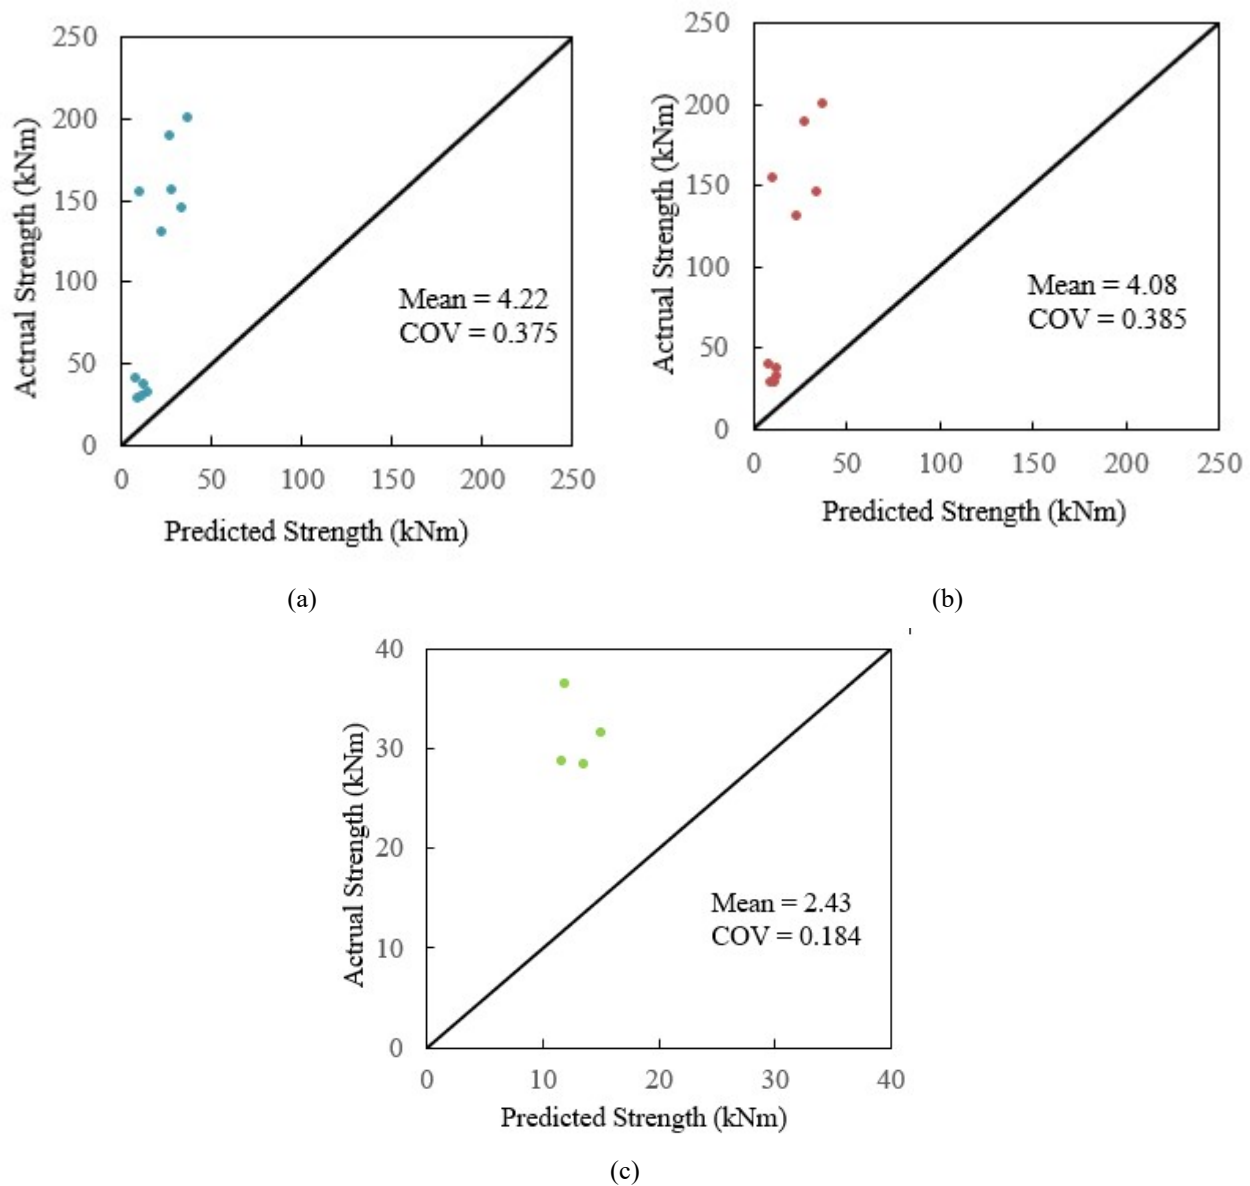 250
200
150
100
50
0
Actrual Strength (kNm)
Mean = 4.22
COV = 0.375
0 50 100 150 200 250
Predicted Strength (kNm)
(a)
250
200
150
100
50
0
Actrual Strength (kNm)
Mean = 4.08
COV = 0.385
0 50 100 150 200 250
Predicted Strength (kNm)
(b)
40
30
20
10
0
Actrual Strength (kNm)
Mean = 2.43
COV = 0.184
0 10 20 30 40
Predicted Strength (kNm)
(c)